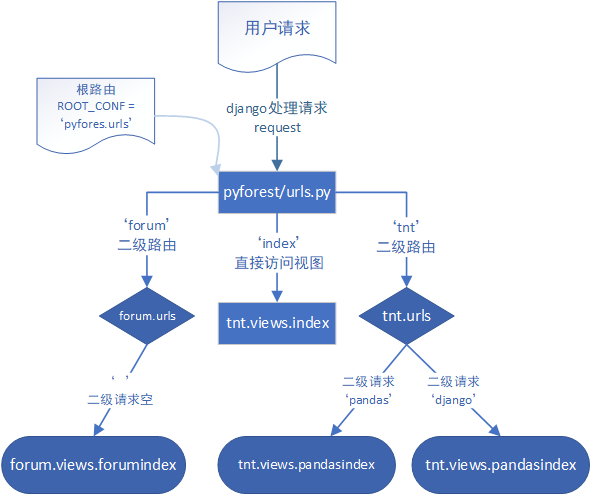 用户请求
根路由
ROOT_CONF =
‘pyfores.urls’
django处理请求
request
pyforest/urls.py
‘forum’
二级路由
‘index’
直接访问视图
‘tnt’
二级路由
forum.urls
tnt.views.index
tnt.urls
‘ ’
二级请求空
二级请求
‘pandas’
二级请求
‘django’
forum.views.forumindex
tnt.views.pandasindex
tnt.views.pandasindex